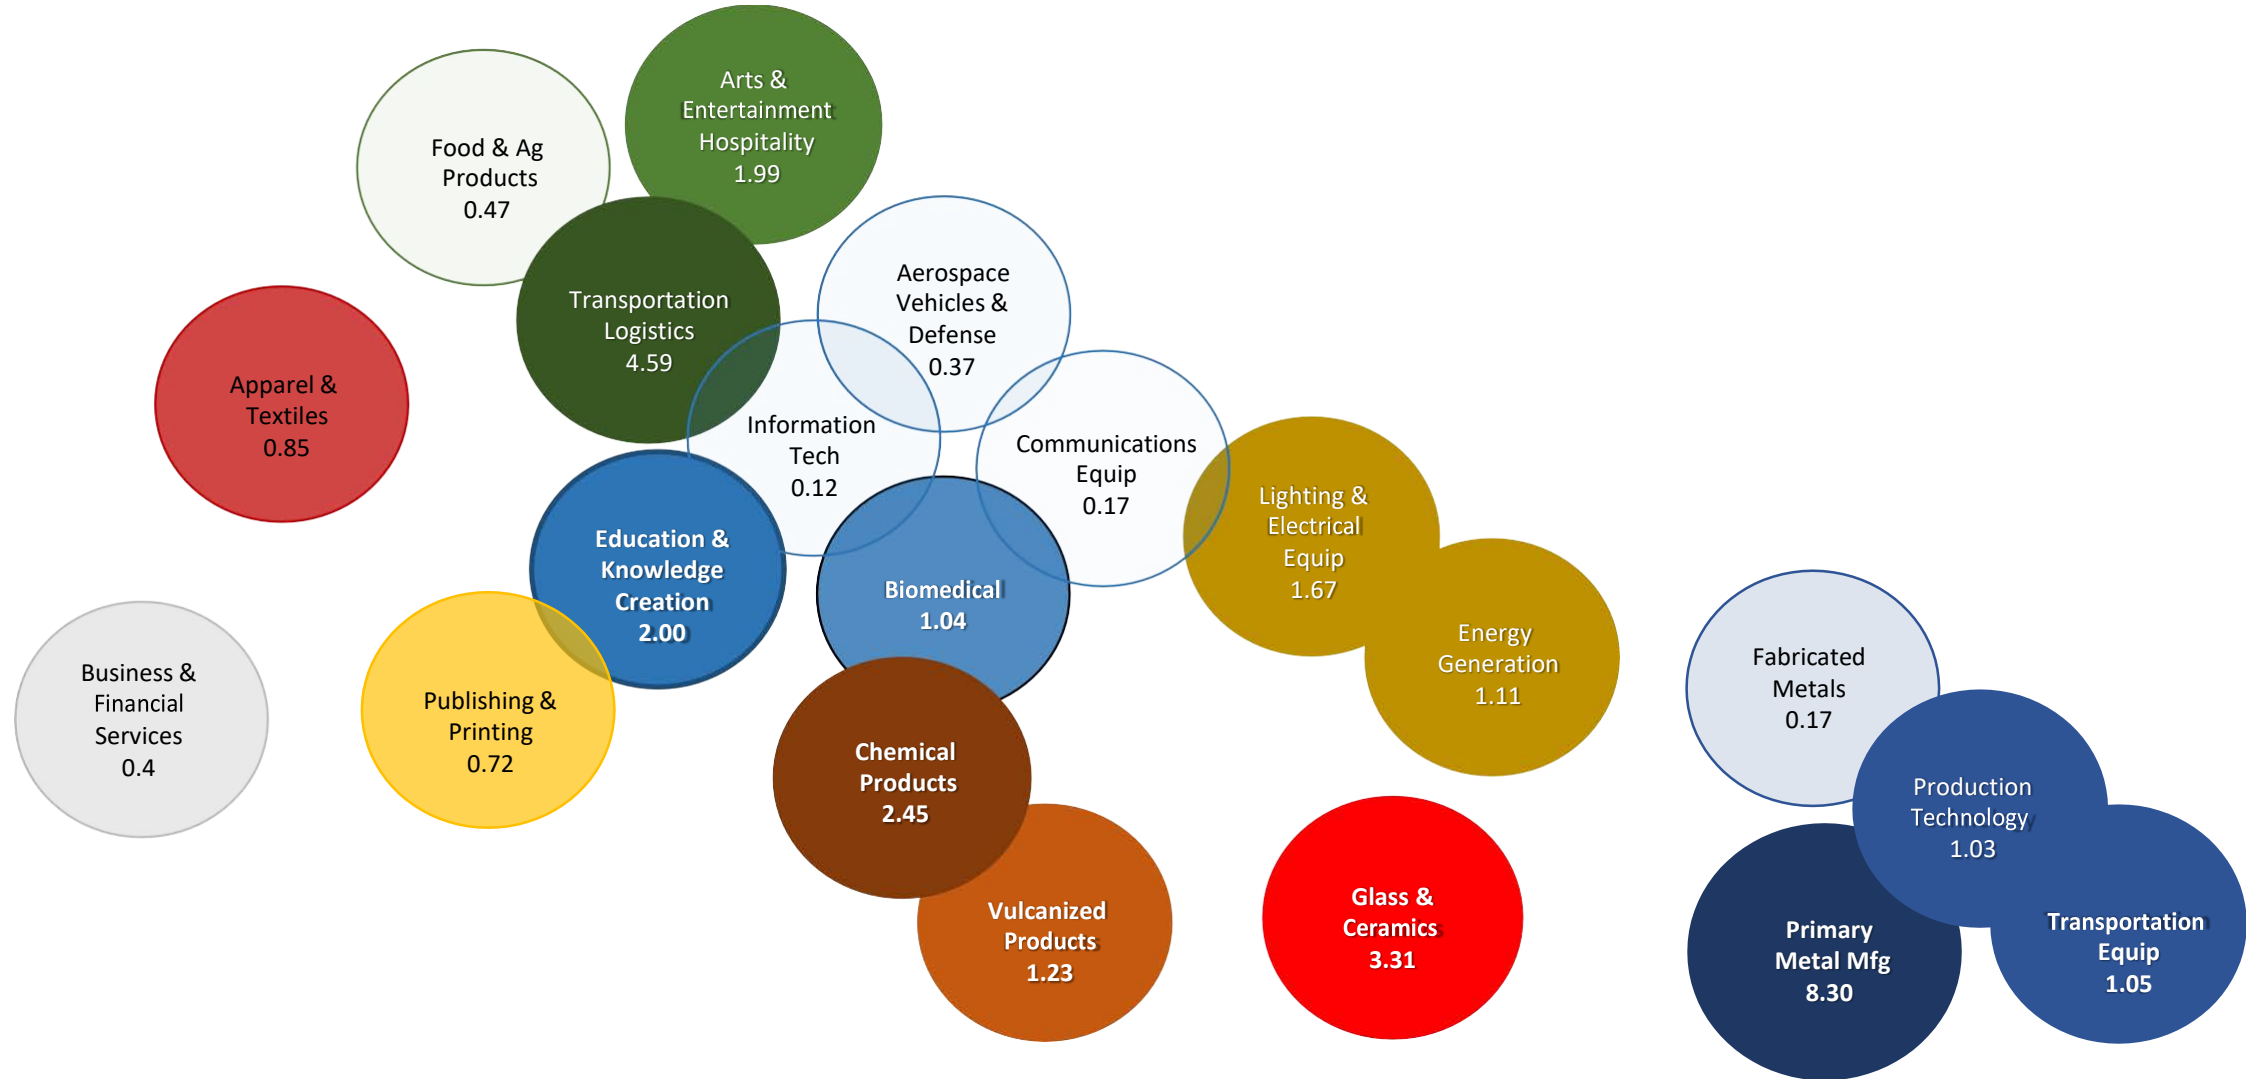 Arts &
Entertainment
Hospitality
1.99
Food & Ag
Products
0.47
Transportation
Logistics
4.59
Aerospace
Vehicles &
Defense
0.37
Apparel &
Textiles
0.85
Information
Tech
0.12
Communications
Equip
0.17
Lighting &
Electrical
Equip
1.67
Education &
Knowledge
Creation
2.00
Biomedical
1.04
Energy
Generation
1.11
Business &
Financial
Services
0.4
Publishing &
Printing
0.72
Fabricated
Metals
0.17
Chemical
Products
2.45
Production
Technology
1.03
Vulcanized
Products
1.23
Glass &
Ceramics
3.31
Primary
Metal Mfg
8.30
Transportation
Equip
1.05